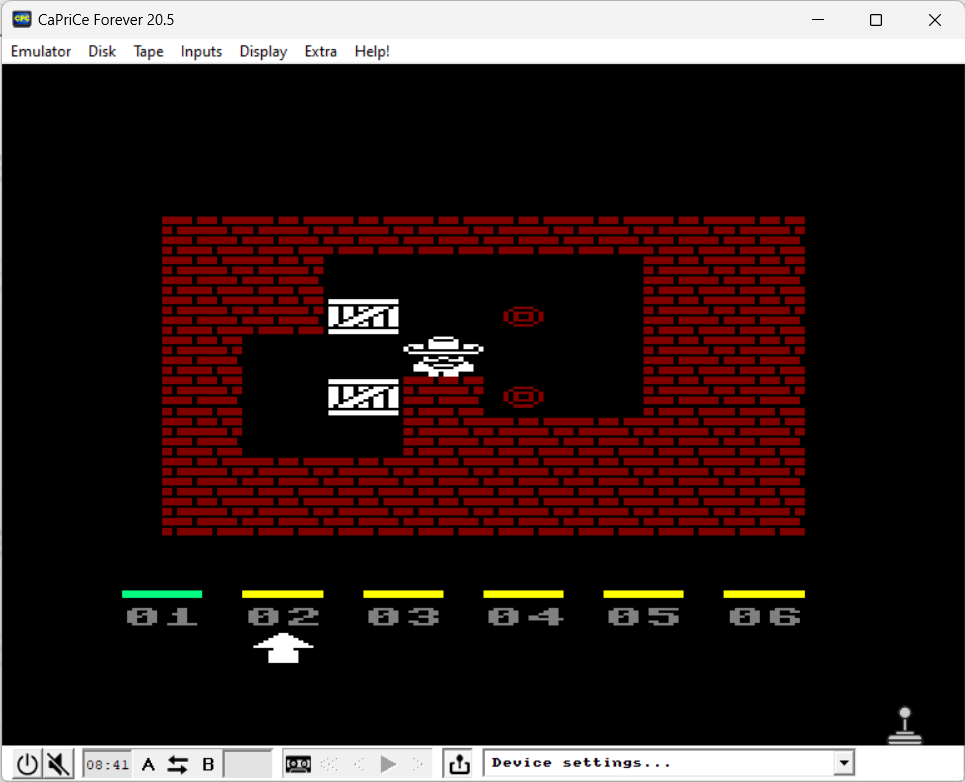 CPC CaPriCe Forever 20.5
Emulator Disk Tape Inputs Display Extra Help!
01 02 03 04 05 06
08:41 A B Device settings...